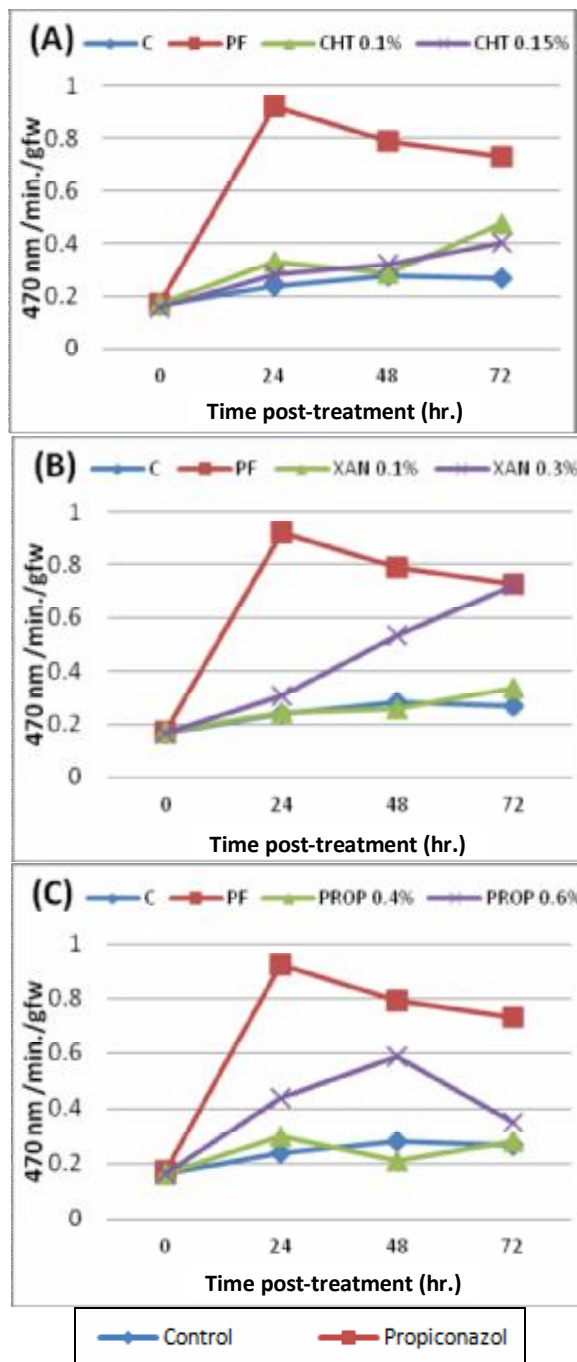 (A) C PF CHT 0.1% CHT 0.15%
1
0.8
0.6
0.4
0.2
0
470 nm /min./gfw
0 24 48 72
Time post-treatment (hr.)
(B) C PF XAN 0.1% XAN 0.3%
1
0.8
0.6
0.4
0.2
0
470 nm /min./gfw
0 24 48 72
Time post-treatment (hr.)
(C) C PF PROP 0.4% PROP 0.6%
1
0.8
0.6
0.4
0.2
0
470 nm /min./gfw
0 24 48 72
Time post-treatment (hr.)
Control Propiconazol